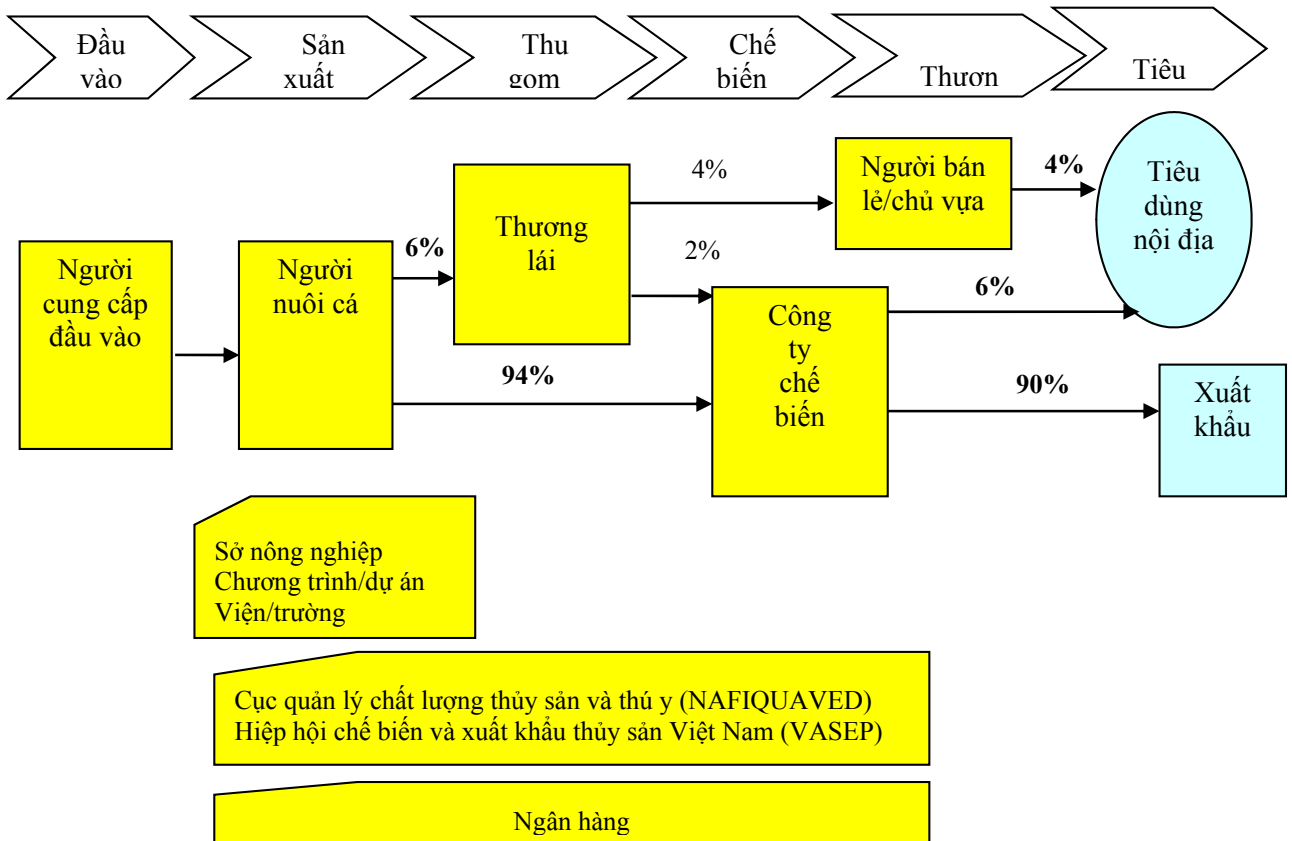 Đầu
vào
Sản
xuất
Thu
gom
Chế
biến
Thươn
Tiêu
Người cung cấp
đầu vào
Người
nuôi cá
6%
94%
Thương
lái
4%
2%
Người bán
lẻ/chủ vựa
4%
Công
ty
chế
biến
6%
90%
Tiêu
dùng
nội địa
Xuất
khẩu
Sở nông nghiệp
Chương trình/dự án
Viện/trường
Cục quản lý chất lượng thủy sản và thú y (NAFIQUAVED)
Hiệp hội chế biến và xuất khẩu thủy sản Việt Nam (VASEP)
Ngân hàng